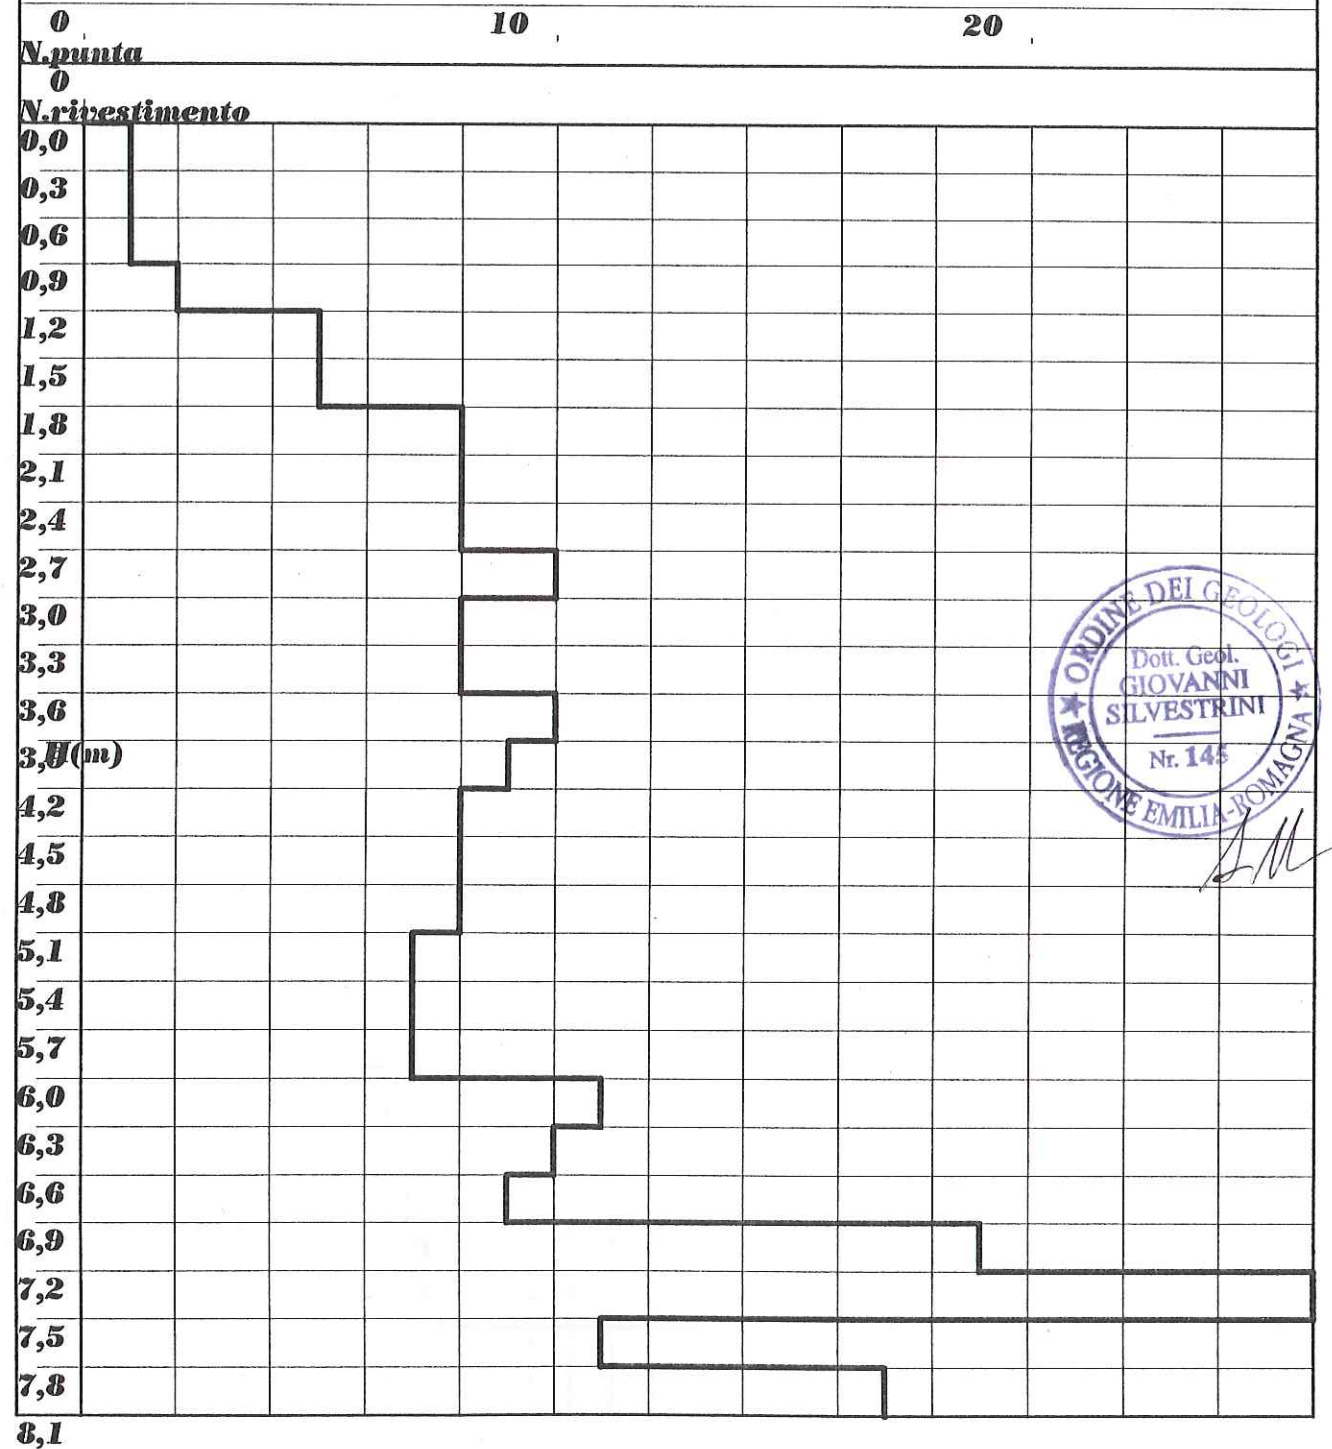 0 10 20
N.punta
0
N.rivestimento
0,0
0,3
0,6
0,9
1,2
1,5
1,8
2,1
2,4
2,7
3,0
3,3
3,6
3,9 H(m)
4,2
4,5
4,8
5,1
5,4
5,7
6,0
6,3
6,6
6,9
7,2
7,5
7,8
8,1
★ ORDINE DEI GEOLOGI ★
REGIONE EMILIA-ROMAGNA
Dott. Geol.
GIOVANNI
SILVESTRINI
Nr. 145